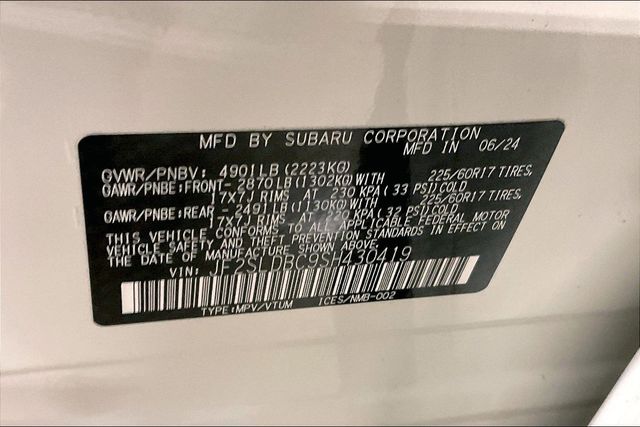 MFD BY SUBARU CORPORATION
MFD IN 06/24
GVWR/PNBV: 4901LB (2223KG)
GAWR/PNBE:FRONT- 2870LB(1302KG)WITH 225/60R17 TIRES,
17X7J RIMS AT 230 KPA(33 PSI)COLD
GAWR/PNBE:REAR -2491LB(1130KG)WITH 225/60R17 TIRES,
17X7J RIMS AT 220 KPA(32 PSI)COLD
THIS VEHICLE CONFORMS TO ALL APPLICABLE FEDERAL MOTOR
VEHICLE SAFETY AND THEFT PREVENTION STANDARDS IN EFFECT ON
THE DATE OF MANUFACTURE SHOWN ABOVE.
VIN: JF2SLDBC9SH430419
TYPE:MPV/VTUM ICES/NMB-002